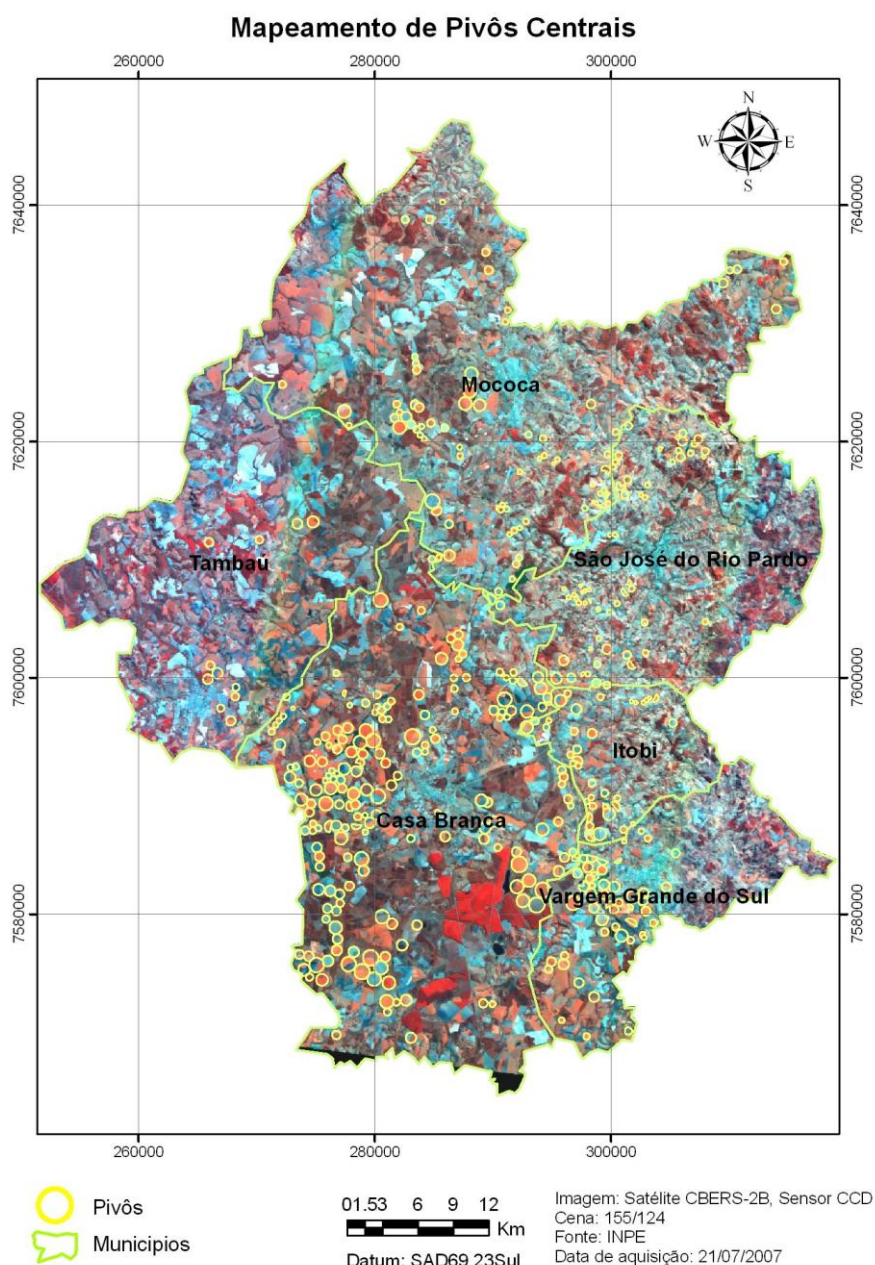 Mapeamento de Pivôs Centrais
260000 280000 300000
N
W E
S
7640000 7640000
Mococa
7620000 7620000
São José do Rio Pardo
Tambaú
7600000 7600000
Itobi
Casa Branca
Vargem Grande do Sul
7580000 7580000
260000 280000 300000
Pivôs
Municipios
01.53 6 9 12
Km
Datum: SAD69 23Sul
Imagem: Satélite CBERS-2B, Sensor CCD
Cena: 155/124
Fonte: INPE
Data de aquisição: 21/07/2007